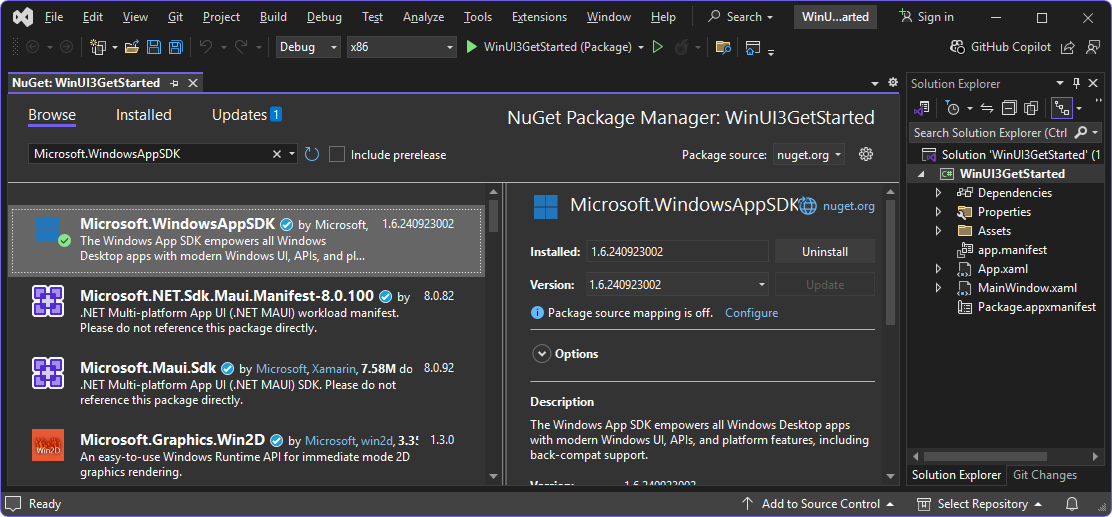 File Edit View Git Project Build Debug Test Analyze Tools Extensions Window Help Search WinU...arted Sign in
Debug x86 WinUI3GetStarted (Package) GitHub Copilot
NuGet: WinUI3GetStarted
Browse Installed Updates 1
NuGet Package Manager: WinUI3GetStarted
Microsoft.WindowsAppSDK Include prerelease
Package source: nuget.org
Microsoft.WindowsAppSDK by Microsoft, 1.6.240923002
The Windows App SDK empowers all Windows
Desktop apps with modern Windows UI, APIs, and pl...
Microsoft.NET.Sdk.Maui.Manifest-8.0.100 by 8.0.82
.NET Multi-platform App UI (.NET MAUI) workload manifest.
Please do not reference this package directly.
Microsoft.Maui.Sdk by Microsoft, Xamarin, 7.58M do 8.0.92
.NET Multi-platform App UI (.NET MAUI) SDK. Please do not
reference this package directly.
Win2D
Microsoft.Graphics.Win2D by Microsoft, win2d, 3.35 1.3.0
An easy-to-use Windows Runtime API for immediate mode 2D
graphics rendering.
Microsoft.WindowsAppSDK nuget.org
Installed: 1.6.240923002 Uninstall
Version: 1.6.240923002 Update
Package source mapping is off. Configure
Options
Description
The Windows App SDK empowers all Windows Desktop apps
with modern Windows UI, APIs, and platform features, including
back-compat support.
Version: 1.6.240923002
Solution Explorer
Search Solution Explorer (Ctrl
Solution 'WinUI3GetStarted' (1
C# WinUI3GetStarted
Dependencies
Properties
Assets
app.manifest
App.xaml
MainWindow.xaml
Package.appxmanifest
Solution Explorer Git Changes
Ready Add to Source Control Select Repository